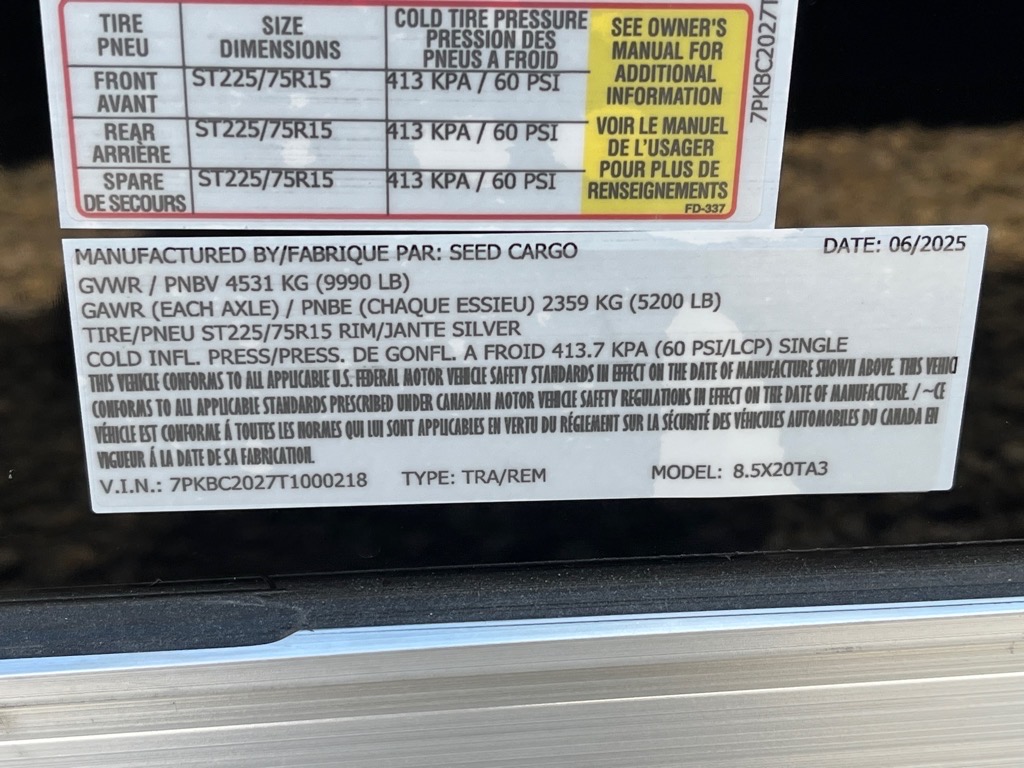 TIRE SIZE COLD TIRE PRESSURE SEE OWNER'S
PNEU DIMENSIONS PRESSION DES MANUAL FOR
PNEUS A FROID ADDITIONAL
FRONT ST225/75R15 413 KPA / 60 PSI INFORMATION
AVANT
REAR ST225/75R15 413 KPA / 60 PSI VOIR LE MANUEL
ARRIÈRE DE L'USAGER
SPARE ST225/75R15 413 KPA / 60 PSI POUR PLUS DE
DE SECOURS RENSEIGNEMENTS
FD-337
7PKBC2027T
MANUFACTURED BY/FABRIQUE PAR: SEED CARGO DATE: 06/2025
GVWR / PNBV 4531 KG (9990 LB)
GAWR (EACH AXLE) / PNBE (CHAQUE ESSIEU) 2359 KG (5200 LB)
TIRE/PNEU ST225/75R15 RIM/JANTE SILVER
COLD INFL. PRESS/PRESS. DE GONFL. A FROID 413.7 KPA (60 PSI/LCP) SINGLE
THIS VEHICLE CONFORMS TO ALL APPLICABLE U.S. FEDERAL MOTOR VEHICLE SAFETY STANDARDS IN EFFECT ON THE DATE OF MANUFACTURE SHOWN ABOVE. THIS VEHIC
CONFORMS TO ALL APPLICABLE STANDARDS PRESCRIBED UNDER CANADIAN MOTOR VEHICLE SAFETY REGULATIONS IN EFFECT ON THE DATE OF MANUFACTURE. / ~CE
VÉHICLE EST CONFORME Á TOUTES LES NORMES QUI LUI SONT APPLICABLES EN VERTU DU RÉGLEMENT SUR LA SÉCURITÉ DES VÉHICULES AUTOMOBILES DU CANADA EN
VIGUEUR Á LA DATE DE SA FABRICATION.
V.I.N.: 7PKBC2027T1000218 TYPE: TRA/REM MODEL: 8.5X20TA3